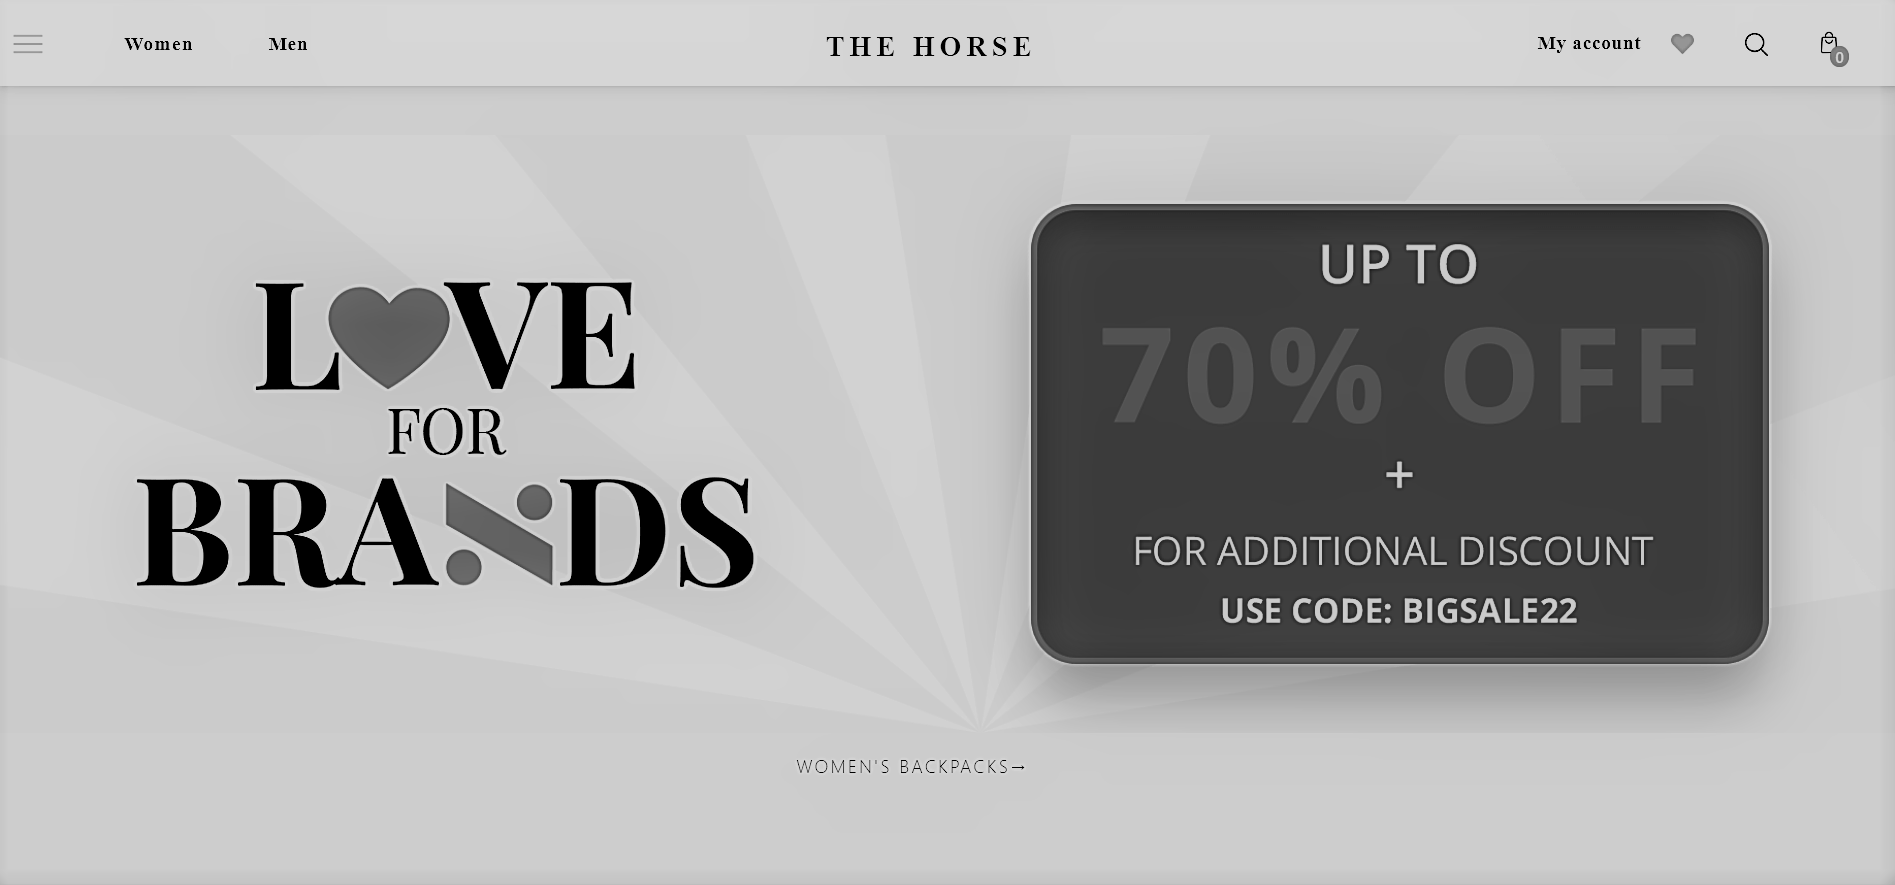 Women
Men
THE HORSE
My account
0
LOVE
FOR
BRANDS
UP TO
70% OFF
+
FOR ADDITIONAL DISCOUNT
USE CODE: BIGSALE22
WOMEN'S BACKPACKS→